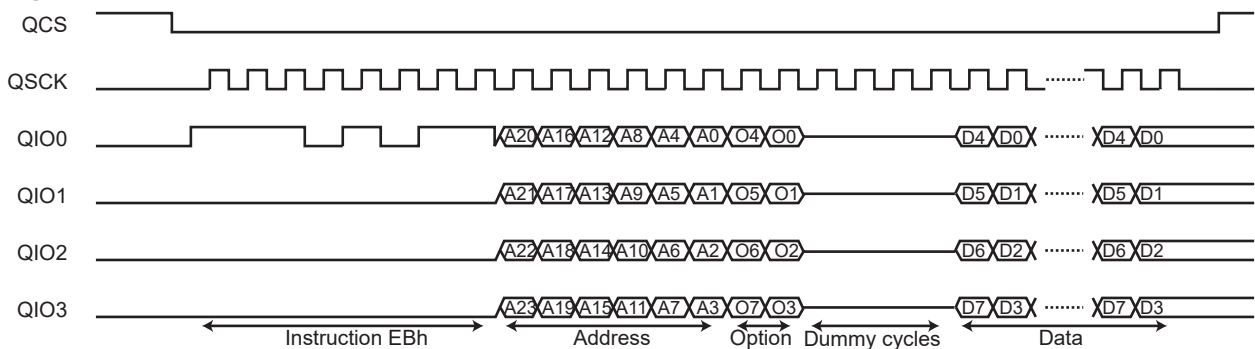 QCS
QSCK
QIO0 A20 A16 A12 A8 A4 A0 O4 O0 D4 D0 D4 D0
QIO1 A21 A17 A13 A9 A5 A1 O5 O1 D5 D1 D5 D1
QIO2 A22 A18 A14 A10 A6 A2 O6 O2 D6 D2 D6 D2
QIO3 A23 A19 A15 A11 A7 A3 O7 O3 D7 D3 D7 D3
Instruction EBh Address Option Dummy cycles Data